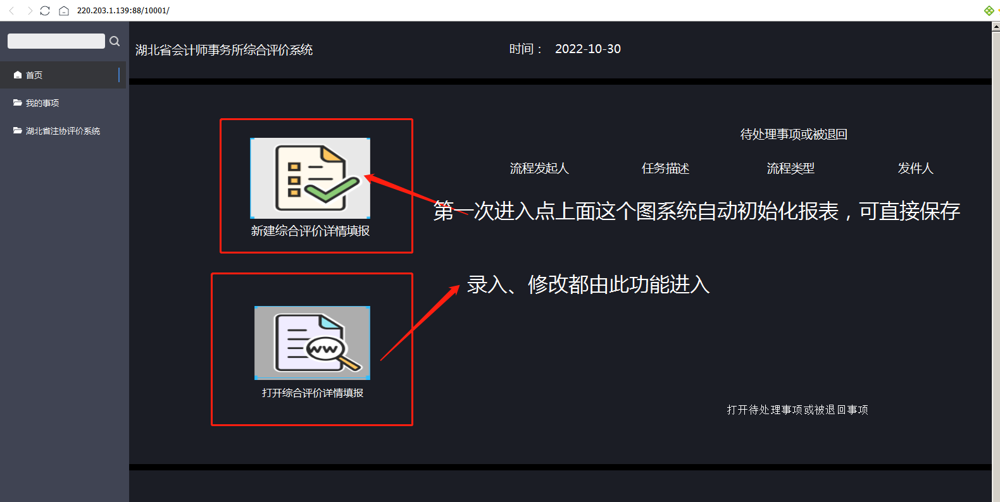 220.203.1.139:88/10001/
湖北省会计师事务所综合评价系统
时间： 2022-10-30
首页
我的事项
湖北省注协评价系统
待处理事项或被退回
流程发起人 任务描述 流程类型 发件人
第一次进入点上面这个图系统自动初始化报表，可直接保存
新建综合评价详情填报
录入、修改都由此功能进入
WW
打开综合评价详情填报
打开待处理事项或被退回事项